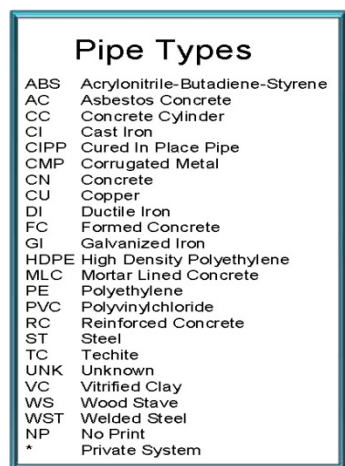 Pipe Types
ABS Acrylonitrile-Butadiene-Styrene
AC Asbestos Concrete
CC Concrete Cylinder
CI Cast Iron
CIPP Cured In Place Pipe
CMP Corrugated Metal
CN Concrete
CU Copper
DI Ductile Iron
FC Formed Concrete
GI Galvanized Iron
HDPE High Density Polyethylene
MLC Mortar Lined Concrete
PE Polyethylene
PVC Polyvinylchloride
RC Reinforced Concrete
ST Steel
TC Techite
UNK Unknown
VC Vitrified Clay
WS Wood Stave
WST Welded Steel
NP No Print
* Private System